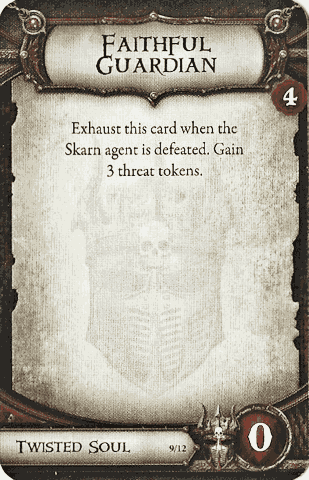 FAITHFUL
GUARDIAN
4
Exhaust this card when the
Skarn agent is defeated. Gain
3 threat tokens.
TWISTED SOUL
9/12
0